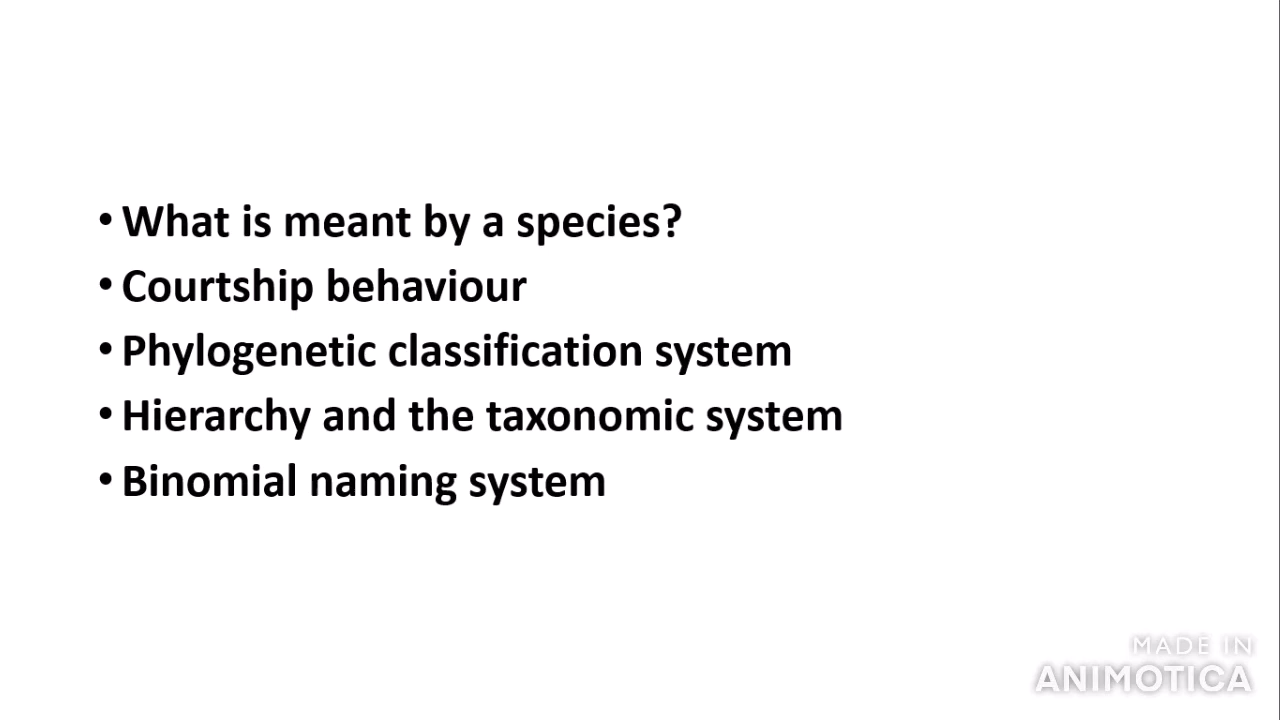 • What is meant by a species?
• Courtship behaviour
• Phylogenetic classification system
• Hierarchy and the taxonomic system
• Binomial naming system
MADE IN
ANIMOTICA